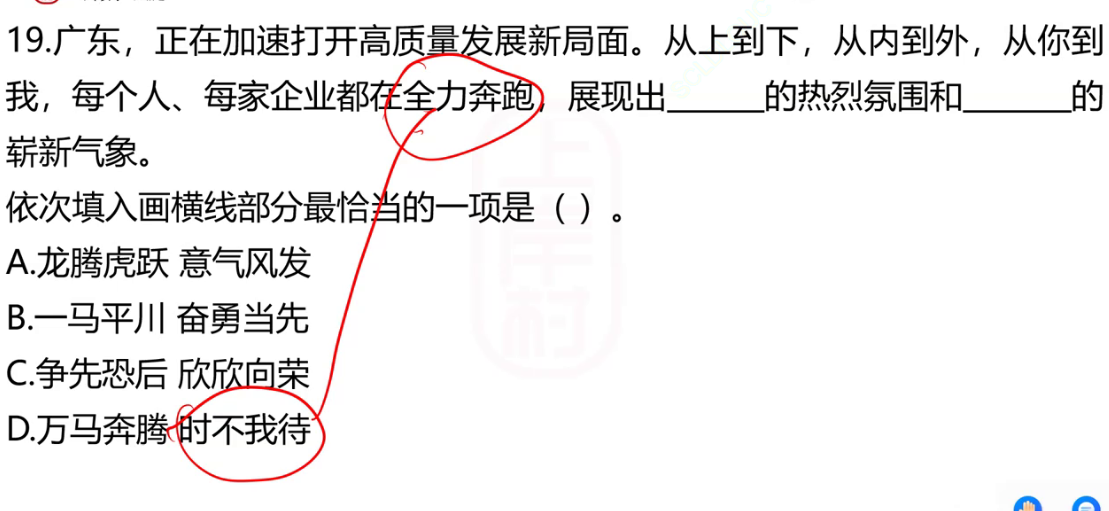 19.广东，正在加速打开高质量发展新局面。从上到下，从内到外，从你到
我，每个人、每家企业都在全力奔跑，展现出______的热烈氛围和______的
崭新气象。
依次填入画横线部分最恰当的一项是（ ）。
A.龙腾虎跃 意气风发
B.一马平川 奋勇当先
C.争先恐后 欣欣向荣
D.万马奔腾 时不我待
上岸村